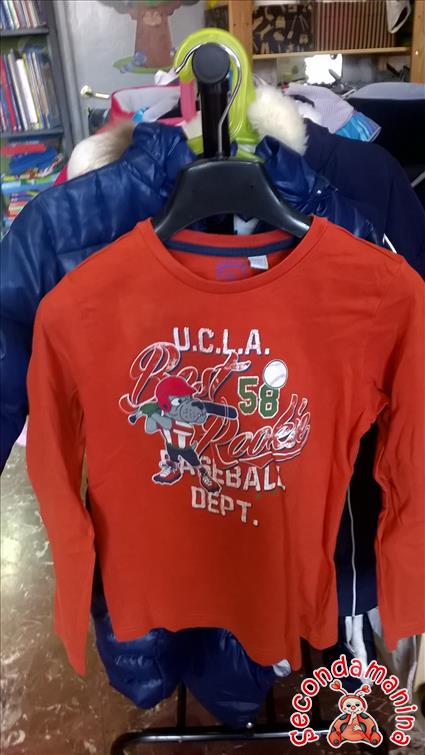 U.C.L.A.
Best
58
Rookie
BASEBALL
DEPT.
Secondamanina